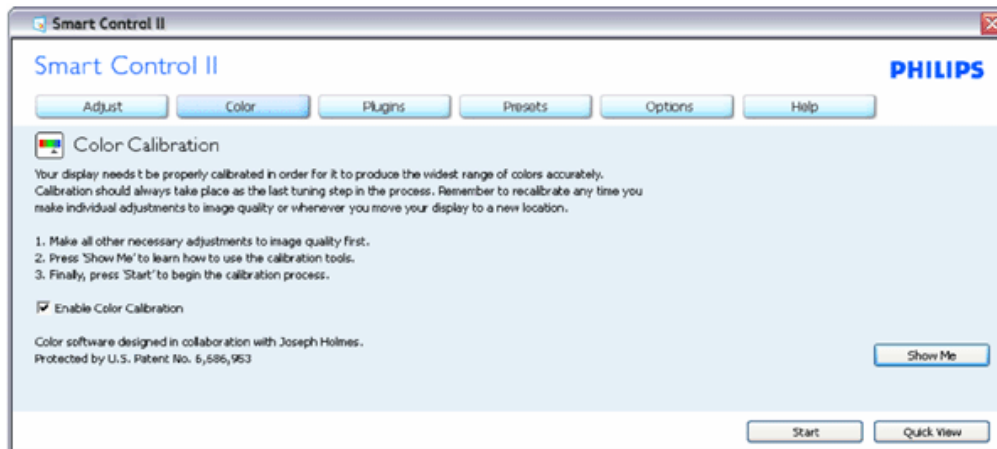 Smart Control II
Smart Control II
PHILIPS
Adjust Color Plugins Presets Options Help
Color Calibration
Your display needs t be properly calibrated in order for it to produce the widest range of colors accurately.
Calibration should always take place as the last tuning step in the process. Remember to recalibrate any time you
make individual adjustments to image quality or whenever you move your display to a new location.
1. Make all other necessary adjustments to image quality first.
2. Press 'Show Me' to learn how to use the calibration tools.
3. Finally, press 'Start' to begin the calibration process.
Enable Color Calibration
Color software designed in collaboration with Joseph Holmes.
Protected by U.S. Patent No. 6,686,953
Show Me
Start Quick View